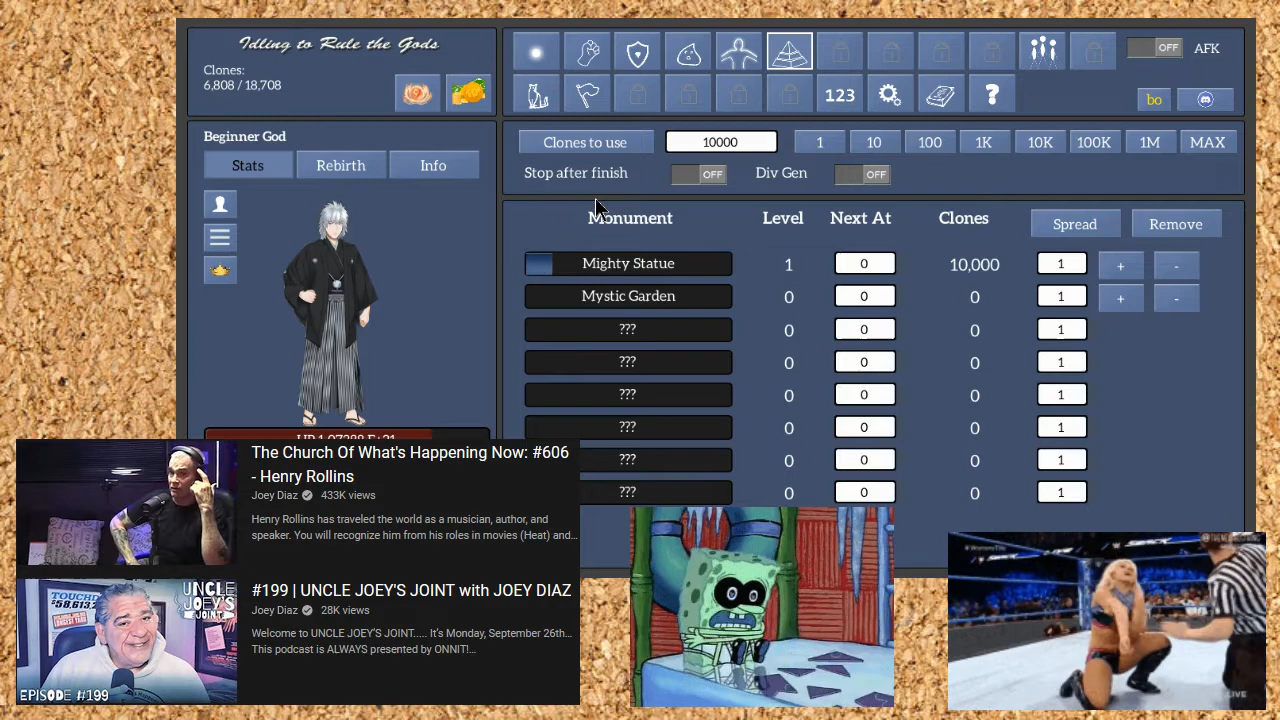 Idling to Rule the Gods
Clones:
6,808 / 18,708
OFF AFK
123 ?
bo
Beginner God
Stats Rebirth Info
Clones to use 10000 1 10 100 1K 10K 100K 1M MAX
Stop after finish OFF Div Gen OFF
Monument Level Next At Clones Spread Remove
Mighty Statue 1 0 10,000 1 + -
Mystic Garden 0 0 0 1 + -
??? 0 0 0 1
??? 0 0 0 1
??? 0 0 0 1
??? 0 0 0 1
??? 0 0 0 1
??? 0 0 0 1
The Church Of What's Happening Now: #606
- Henry Rollins
Joey Diaz 433K views
Henry Rollins has traveled the world as a musician, author, and
speaker. You will recognize him from his roles in movies (Heat) and...
UNCLE
JOEY'S
JOINT
TOUCHD
$58,613,
EPISODE #199
#199 | UNCLE JOEY'S JOINT with JOEY DIAZ
Joey Diaz 28K views
Welcome to UNCLE JOEY'S JOINT..... It's Monday, September 26th...
This podcast is ALWAYS presented by ONNIT!...
LIVE